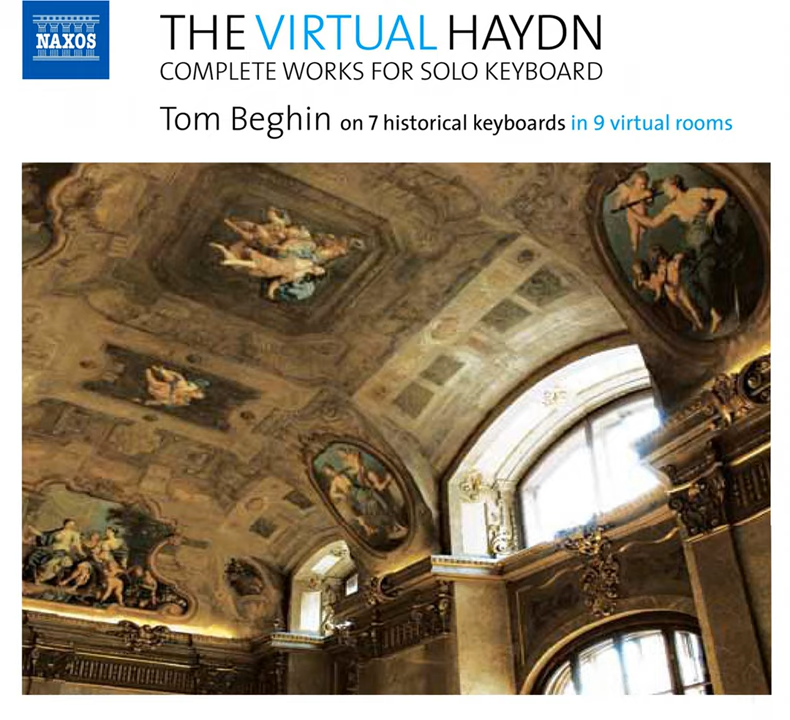 NAXOS
THE VIRTUAL HAYDN
COMPLETE WORKS FOR SOLO KEYBOARD
Tom Beghin on 7 historical keyboards in 9 virtual rooms